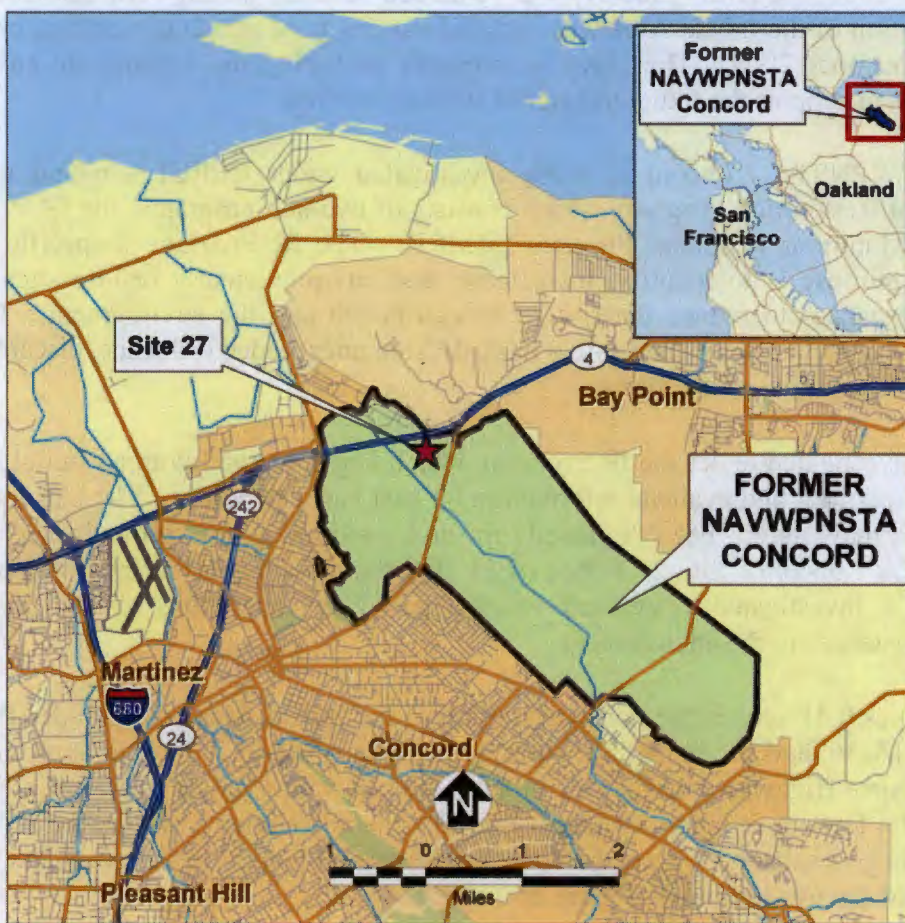 Former
NAVWPNSTA
Concord
Oakland
San
Francisco
Site 27
4
Bay Point
242
FORMER
NAVWPNSTA
CONCORD
Martinez
680
24
Concord
N
1 0 1 2
Miles
Pleasant Hill